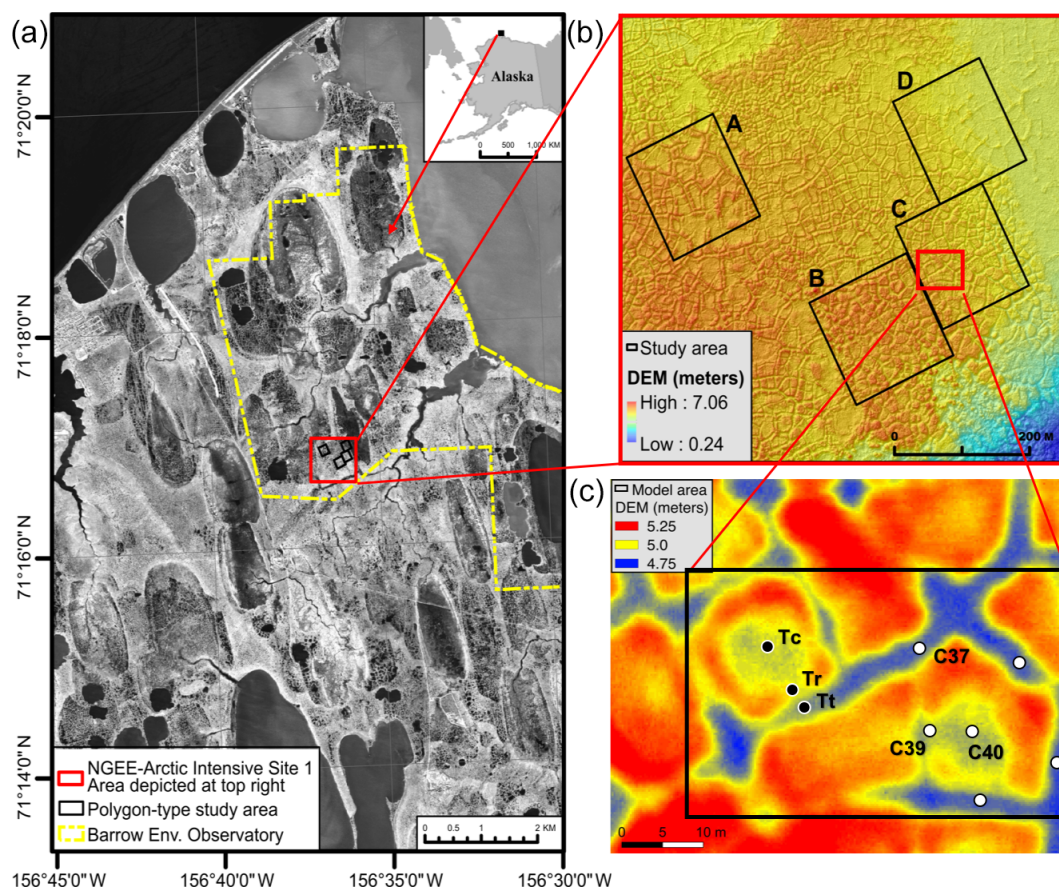 (a)
71°20'0" N
71°18'0" N
71°16'0" N
71°14'0" N
156°45'0"W
156°40'0"W
156°35'0"W
156°30'0"W
Alaska
0 500 1,000 KM
NGEE-Arctic Intensive Site 1
Area depicted at top right
Polygon-type study area
Barrow Env. Observatory
0 0.5 1 2 KM
(b)
A
D
C
B
Study area
DEM (meters)
High : 7.06
Low : 0.24
0 200 M
(c)
Model area
DEM (meters)
5.25
5.0
4.75
Tc
Tr
Tt
C37
C39
C40
0 5 10 m